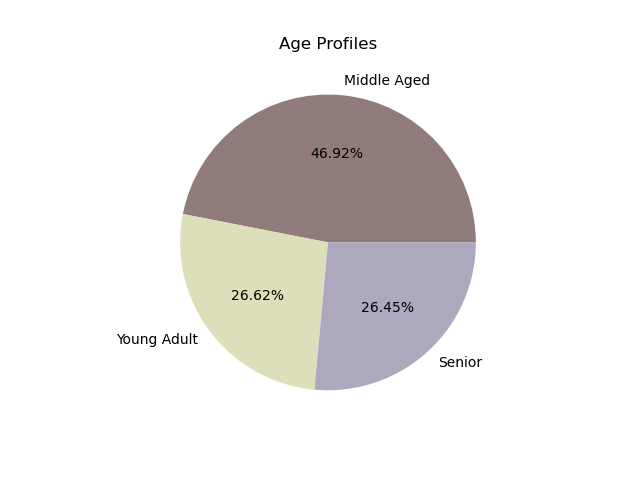 Age Profiles
Middle Aged
46.92%
26.62%
26.45%
Young Adult
Senior